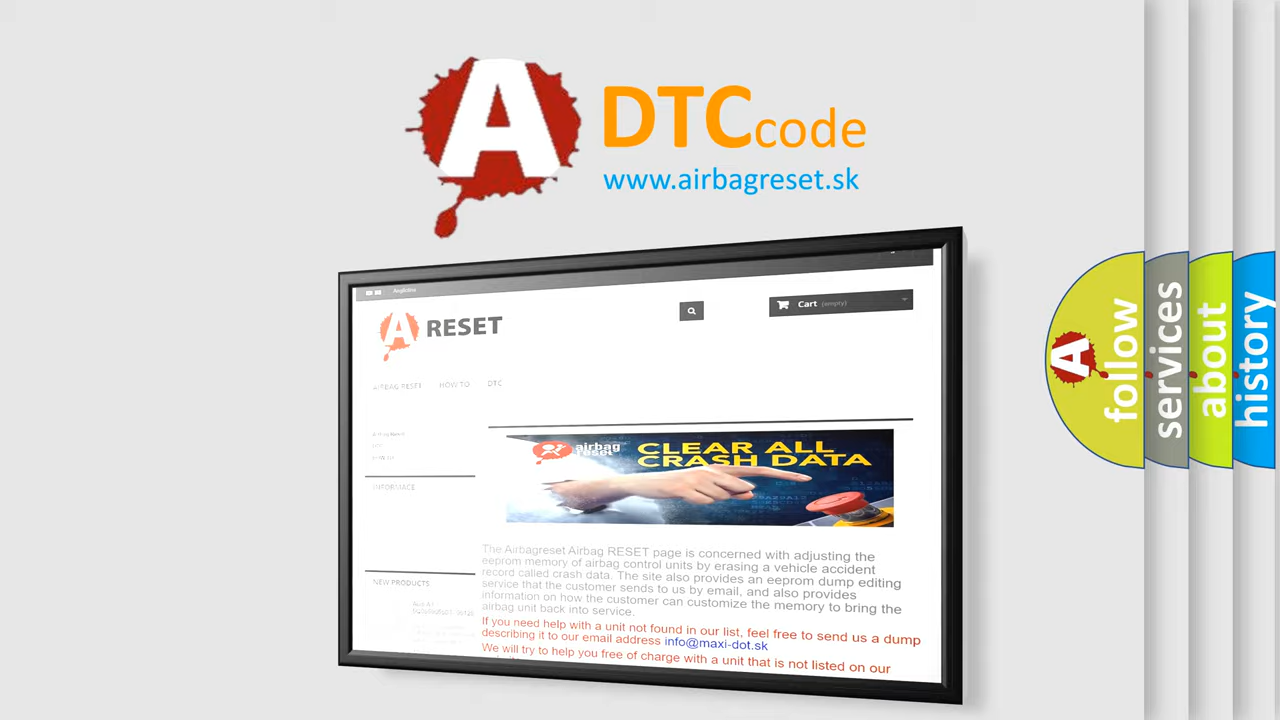 A
DTC code
www.airbagreset.sk
Anglictina
Cart (empty)
A RESET
AIRBAG RESET HOW TO DTC
airbag
reset
CLEAR ALL
CRASH DATA
INFORMACE
The Airbagreset Airbag RESET page is concerned with adjusting the
eeprom memory of airbag control units by erasing a vehicle accident
record called crash data. The site also provides an eeprom dump editing
service that the customer sends to us by email, and also provides
information on how the customer can customize the memory to bring the
airbag unit back into service.
NEW PRODUCTS
If you need help with a unit not found in our list, feel free to send us a dump
describing it to our email address info@maxi-dot.sk
We will try to help you free of charge with a unit that is not listed on our
A follow
services
about
history